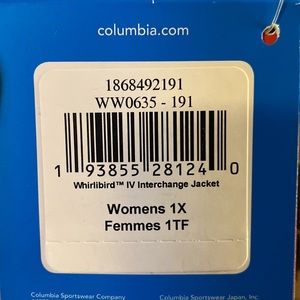 columbia.com
1868492191
WW0635 - 191
1 93855 28124 0
Whirlibird™ IV Interchange Jacket
Womens 1X
Femmes 1TF
Columbia Sportswear Company
Columbia Sportswear Japan, Inc.